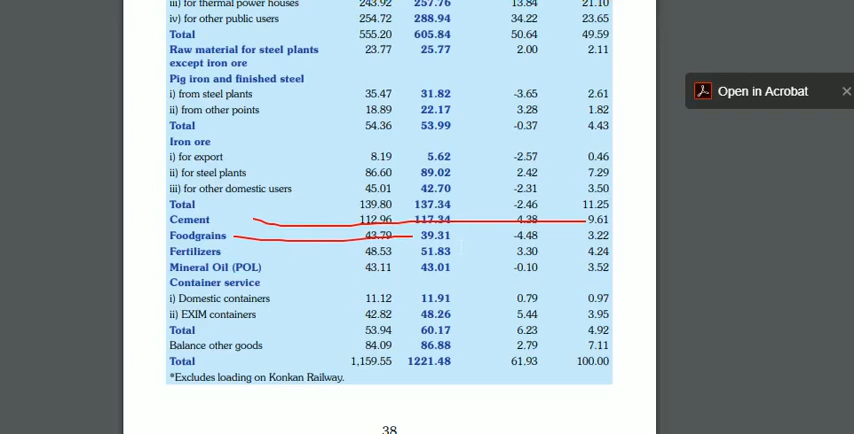 iii) for thermal power houses 243.92 257.76 13.84 21.10
iv) for other public users 254.72 288.94 34.22 23.65
Total 555.20 605.84 50.64 49.59
Raw material for steel plants 23.77 25.77 2.00 2.11
except iron ore
Pig iron and finished steel
i) from steel plants 35.47 31.82 -3.65 2.61
ii) from other points 18.89 22.17 3.28 1.82
Total 54.36 53.99 -0.37 4.43
Iron ore
i) for export 8.19 5.62 -2.57 0.46
ii) for steel plants 86.60 89.02 2.42 7.29
iii) for other domestic users 45.01 42.70 -2.31 3.50
Total 139.80 137.34 -2.46 11.25
Cement 112.96 117.34 4.38 9.61
Foodgrains 43.79 39.31 -4.48 3.22
Fertilizers 48.53 51.83 3.30 4.24
Mineral Oil (POL) 43.11 43.01 -0.10 3.52
Container service
i) Domestic containers 11.12 11.91 0.79 0.97
ii) EXIM containers 42.82 48.26 5.44 3.95
Total 53.94 60.17 6.23 4.92
Balance other goods 84.09 86.88 2.79 7.11
Total 1,159.55 1221.48 61.93 100.00
*Excludes loading on Konkan Railway.
38
Open in Acrobat